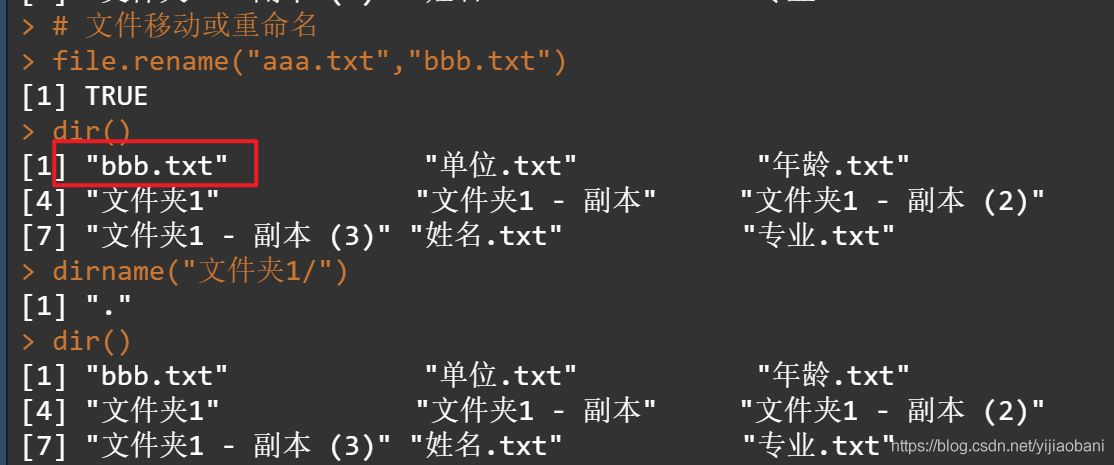 > # 文件移动或重命名
> file.rename("aaa.txt","bbb.txt")
[1] TRUE
> dir()
[1] "bbb.txt" "单位.txt" "年龄.txt"
[4] "文件夹1" "文件夹1 - 副本" "文件夹1 - 副本 (2)"
[7] "文件夹1 - 副本 (3)" "姓名.txt" "专业.txt"
> dirname("文件夹1/")
[1] "."
> dir()
[1] "bbb.txt" "单位.txt" "年龄.txt"
[4] "文件夹1" "文件夹1 - 副本" "文件夹1 - 副本 (2)"
[7] "文件夹1 - 副本 (3)" "姓名.txt" "专业.txt"
https://blog.csdn.net/yijiaobani